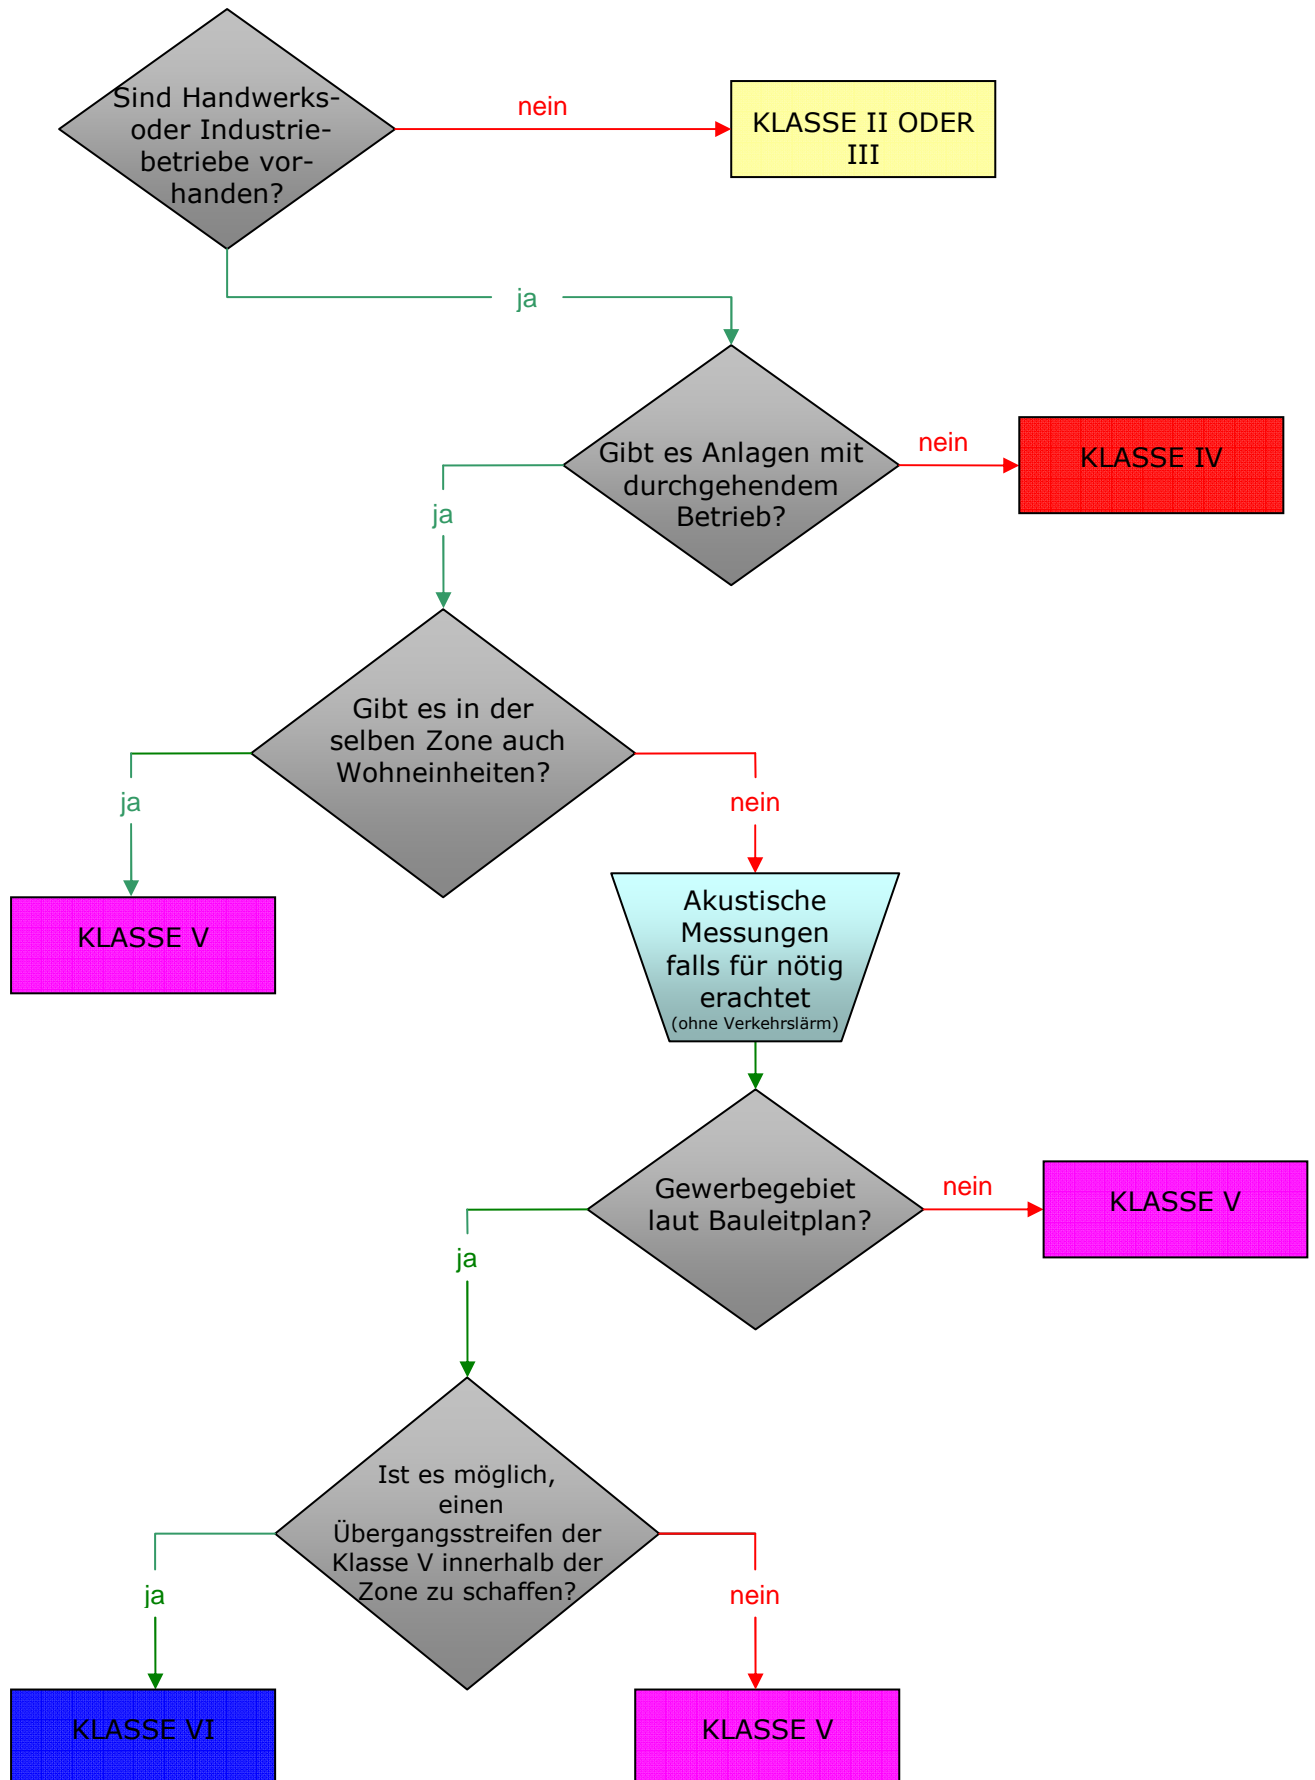 Sind Handwerks-
oder Industrie-
betriebe vor-
handen?
nein
KLASSE II ODER
III
ja
Gibt es Anlagen mit
durchgehendem
Betrieb?
nein
KLASSE IV
ja
Gibt es in der
selben Zone auch
Wohneinheiten?
ja
nein
KLASSE V
Akustische
Messungen
falls für nötig
erachtet
(ohne Verkehrslärm)
Gewerbegebiet
laut Bauleitplan?
nein
KLASSE V
ja
Ist es möglich,
einen
Übergangsstreifen der
Klasse V innerhalb der
Zone zu schaffen?
ja
nein
KLASSE VI
KLASSE V